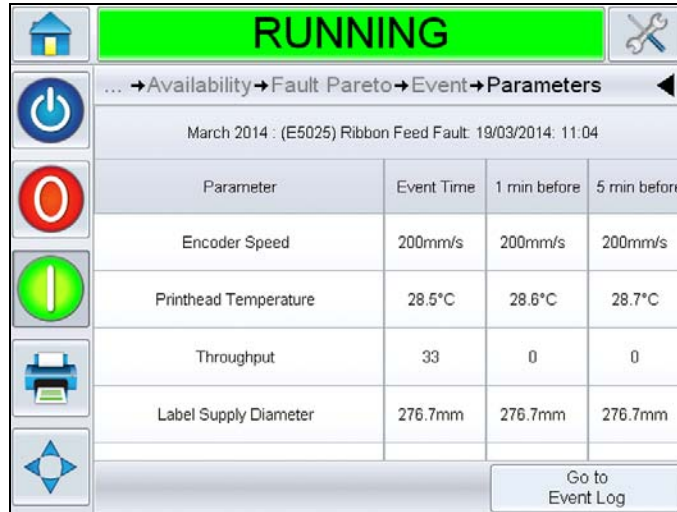 RUNNING
... →Availability→Fault Pareto→Event→Parameters
March 2014 : (E5025) Ribbon Feed Fault: 19/03/2014: 11:04
Parameter Event Time 1 min before 5 min before
Encoder Speed 200mm/s 200mm/s 200mm/s
Printhead Temperature 28.5°C 28.6°C 28.7°C
Throughput 33 0 0
Label Supply Diameter 276.7mm 276.7mm 276.7mm
Go to
Event Log